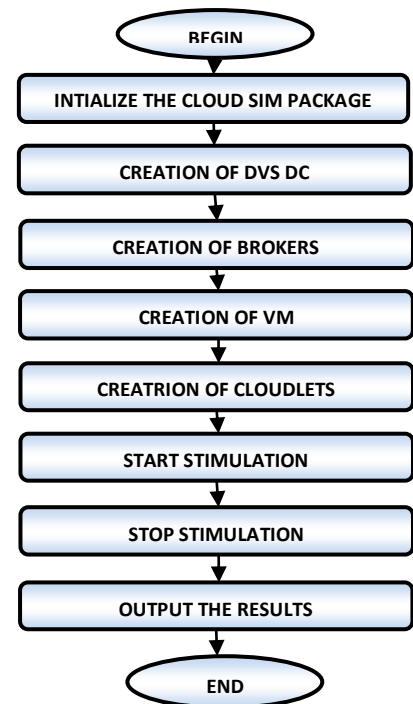 BEGIN
INTIALIZE THE CLOUD SIM PACKAGE
CREATION OF DVS DC
CREATION OF BROKERS
CREATION OF VM
CREATRION OF CLOUDLETS
START STIMULATION
STOP STIMULATION
OUTPUT THE RESULTS
END